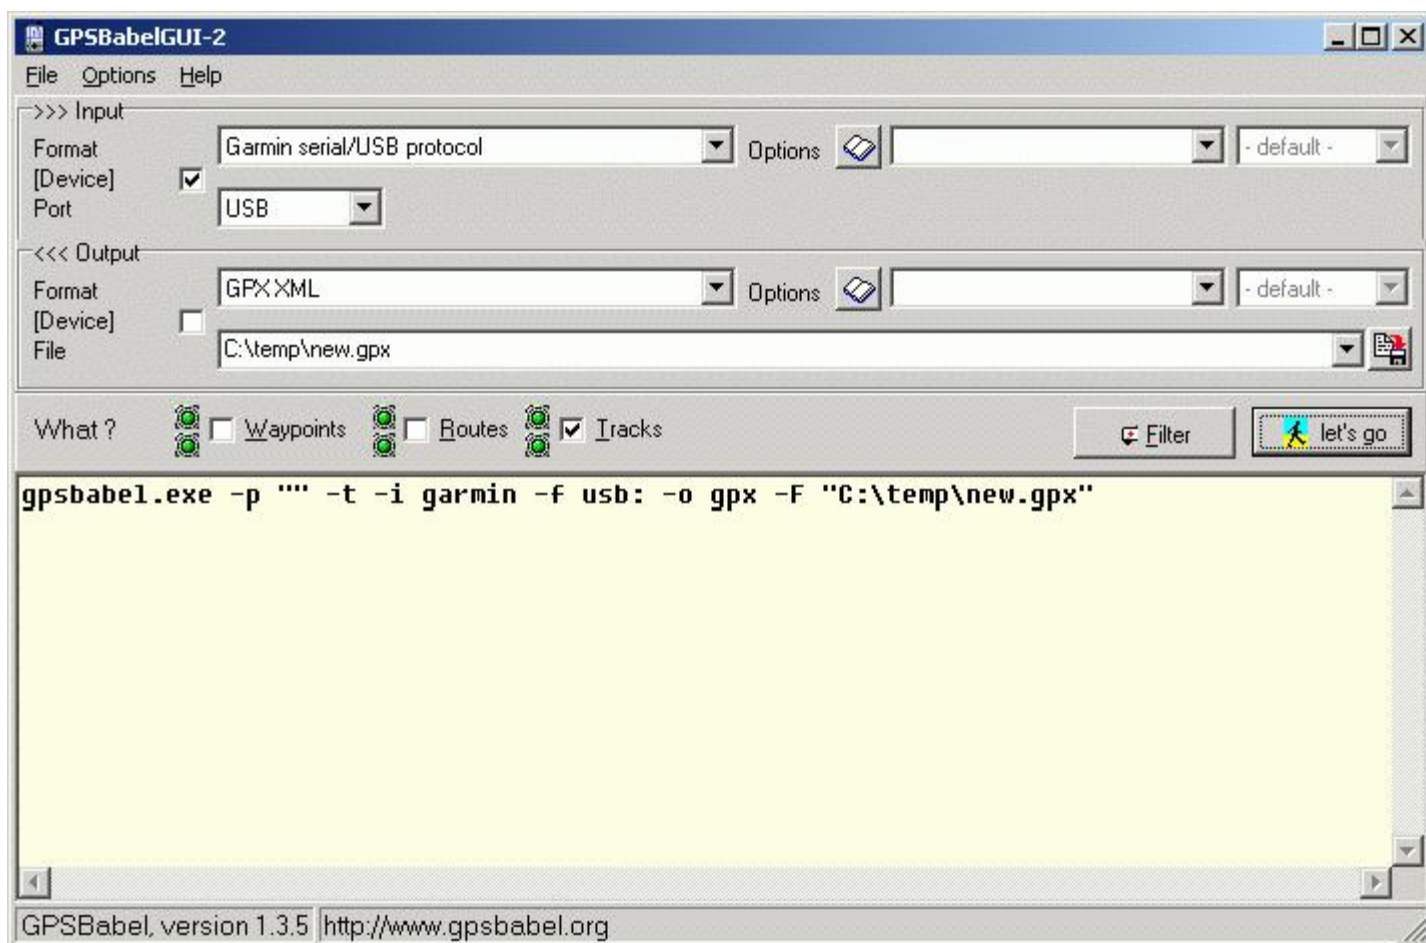 GPSBabelGUI-2
File Options Help
>>> Input
Format Garmin serial/USB protocol Options - default -
[Device]
Port USB
<<< Output
Format GPX XML Options - default -
[Device]
File C:\temp\new.gpx
What ? Waypoints Routes Tracks Filter let's go
gpsbabel.exe -p "" -t -i garmin -f usb: -o gpx -F "C:\temp\new.gpx"
GPSBabel, version 1.3.5 http://www.gpsbabel.org